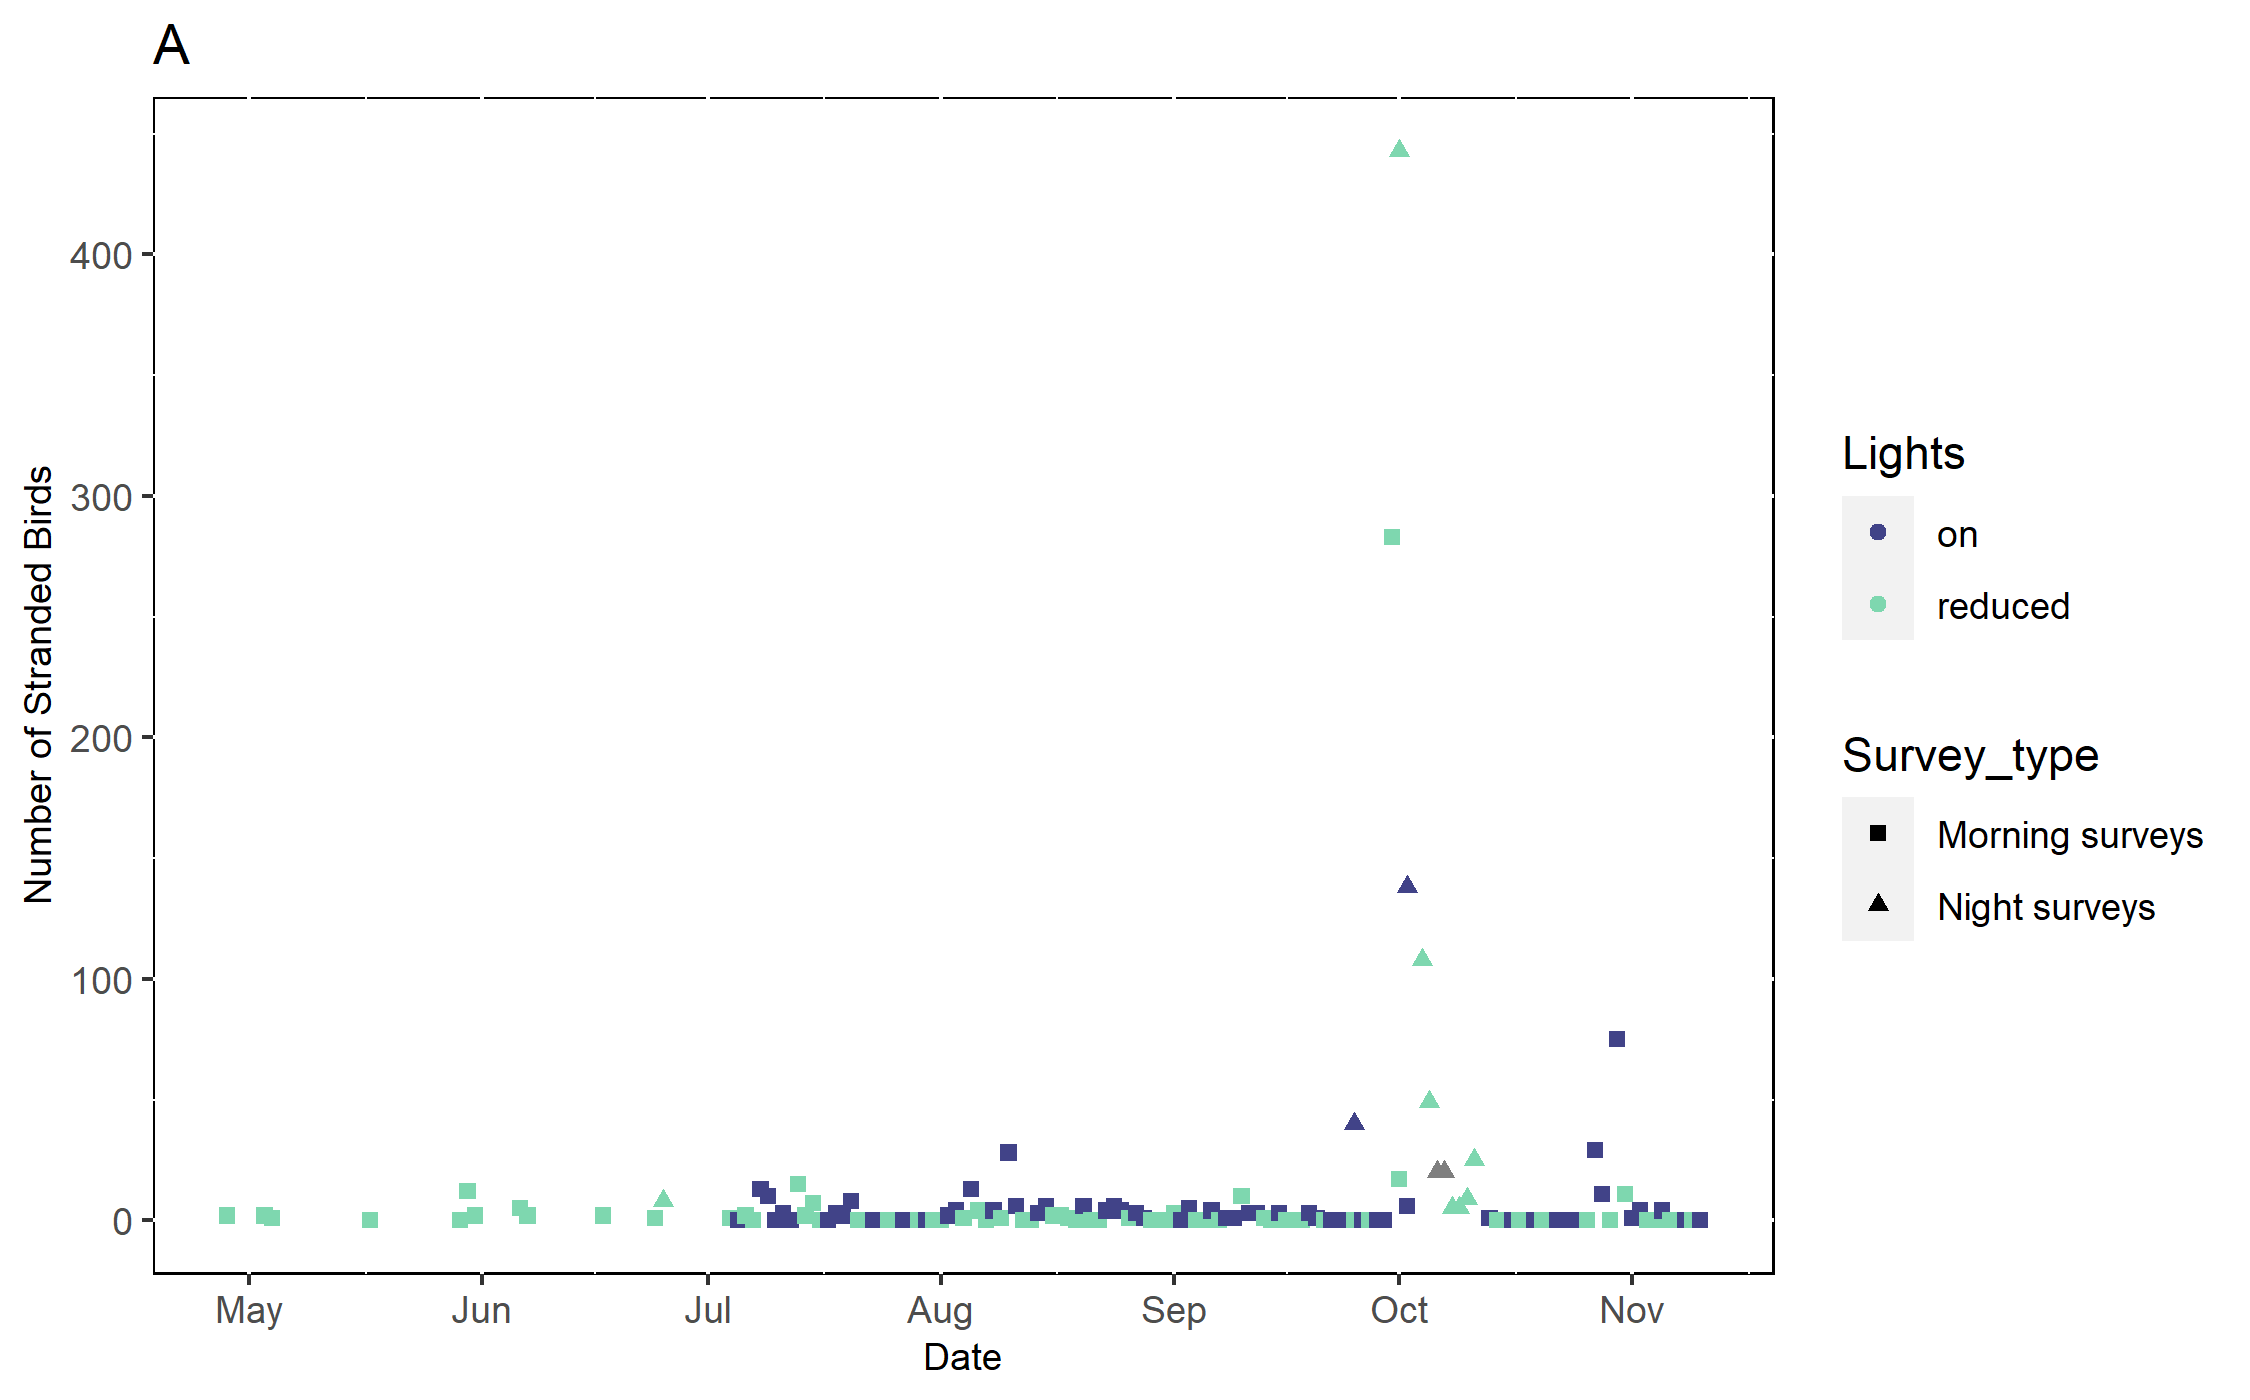 A
Number of Stranded Birds
400
300
200
100
0
May Jun Jul Aug Sep Oct Nov
Date
Lights
on
reduced
Survey_type
Morning surveys
Night surveys